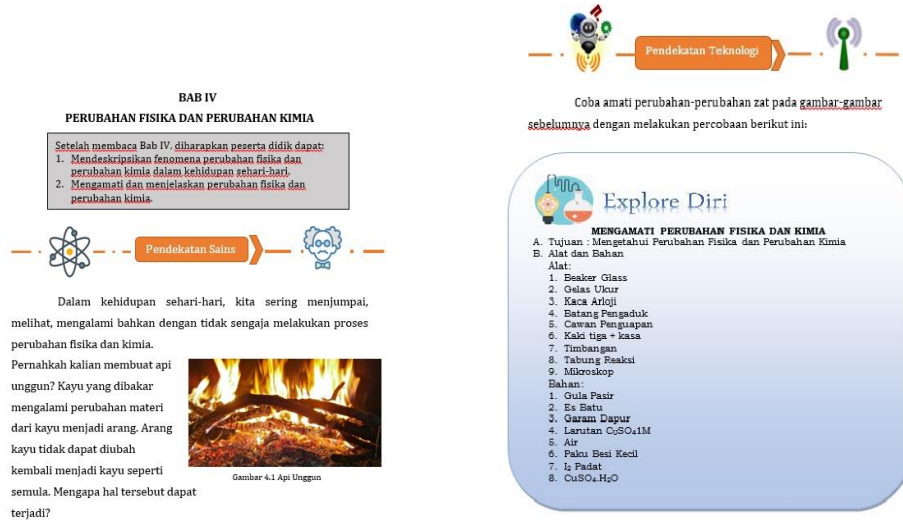 BAB IV
PERUBAHAN FISIKA DAN PERUBAHAN KIMIA
Setelah membaca Bab IV, diharapkan peserta didik dapat:
1. Mendeskripsikan fenomena perubahan fisika dan
perubahan kimia dalam kehidupan sehari-hari.
2. Mengamati dan menjelaskan perubahan fisika dan
perubahan kimia.
Pendekatan Sains
Dalam kehidupan sehari-hari, kita sering menjumpai,
melihat, mengalami bahkan dengan tidak sengaja melakukan proses
perubahan fisika dan kimia.
Pernahkah kalian membuat api
unggun? Kayu yang dibakar
mengalami perubahan materi
dari kayu menjadi arang. Arang
kayu tidak dapat diubah
kembali menjadi kayu seperti
semula. Mengapa hal tersebut dapat
terjadi?
Gambar 4.1 Api Unggun
Pendekatan Teknologi
Coba amati perubahan-perubahan zat pada gambar-gambar
sebelumnya dengan melakukan percobaan berikut ini:
Explore Diri
MENGAMATI PERUBAHAN FISIKA DAN KIMIA
A. Tujuan : Mengetahui Perubahan Fisika dan Perubahan Kimia
B. Alat dan Bahan
Alat:
1. Beaker Glass
2. Gelas Ukur
3. Kaca Arloji
4. Batang Pengaduk
5. Cawan Penguapan
6. Kaki tiga + kasa
7. Timbangan
8. Tabung Reaksi
9. Mikroskop
Bahan:
1. Gula Pasir
2. Es Batu
3. Garam Dapur
4. Larutan CuSO₄1M
5. Air
6. Paku Besi Kecil
7. I₂ Padat
8. CuSO₄.H₂O